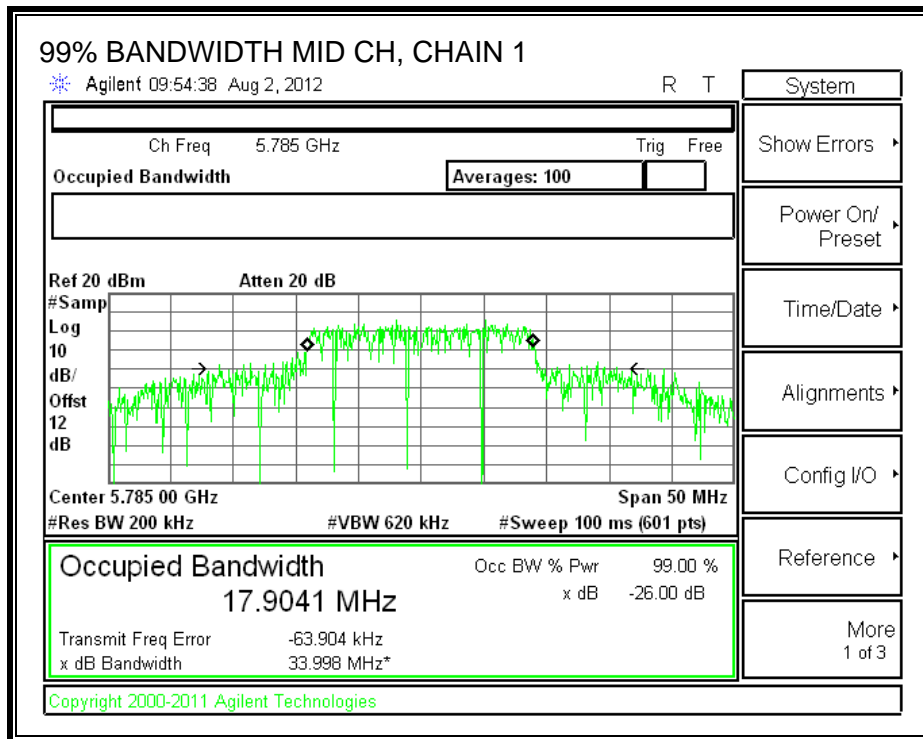 99% BANDWIDTH MID CH, CHAIN 1
Agilent 09:54:38 Aug 2, 2012 R T
Ch Freq 5.785 GHz Trig Free
Occupied Bandwidth Averages: 100
Ref 20 dBm Atten 20 dB
#Samp
Log
10
dB/
Offst
12
dB
Center 5.785 00 GHz Span 50 MHz
#Res BW 200 kHz #VBW 620 kHz #Sweep 100 ms (601 pts)
Occupied Bandwidth Occ BW % Pwr 99.00 %
17.9041 MHz x dB -26.00 dB
Transmit Freq Error -63.904 kHz
x dB Bandwidth 33.998 MHz*
Copyright 2000-2011 Agilent Technologies
System
Show Errors
Power On/
Preset
Time/Date
Alignments
Config I/O
Reference
More
1 of 3